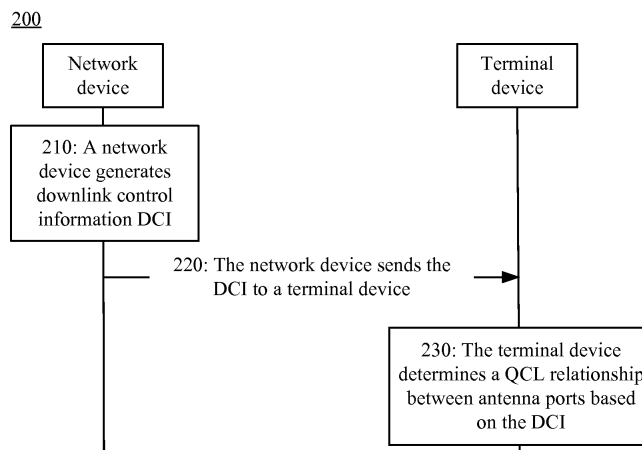 200
Network
device
Terminal
device
210: A network
device generates
downlink control
information DCI
220: The network device sends the
DCI to a terminal device
230: The terminal device
determines a QCL relationship
between antenna ports based
on the DCI